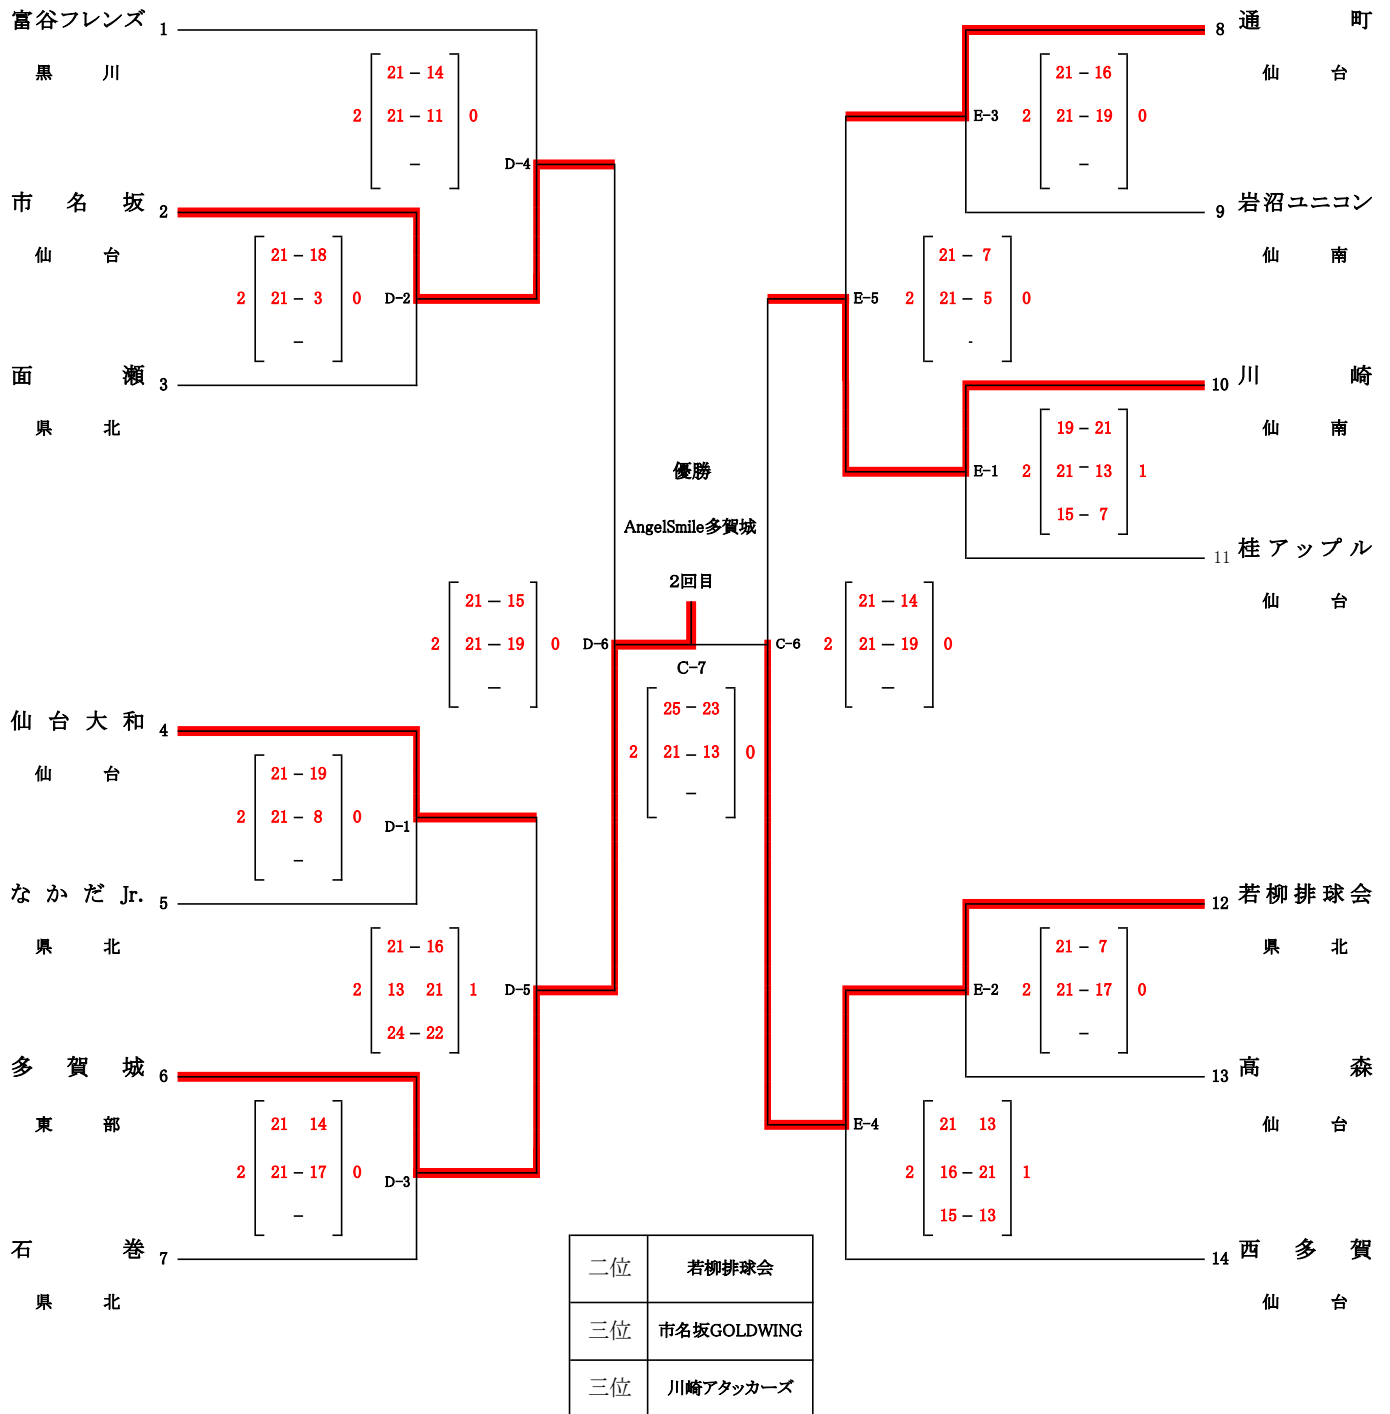 富谷フレンズ 1
黒川
21 - 14
2 21 - 11 0
-
D-4
市名坂 2
仙台
21 - 18
2 21 - 3 0
-
D-2
面瀬 3
県北
21 - 15
2 21 - 19 0
-
D-6
仙台大和 4
仙台
21 - 19
2 21 - 8 0
-
D-1
なかだ Jr. 5
県北
21 - 16
2 13 21 1
24 - 22
D-5
多賀城 6
東部
21 14
2 21 - 17 0
-
D-3
石巻 7
県北
優勝
AngelSmile多賀城
2回目
C-7
25 - 23
2 21 - 13 0
-
8 通町
仙台
E-3
21 - 16
2 21 - 19 0
-
9 岩沼ユニコン
仙南
E-5
21 - 7
2 21 - 5 0
-
10 川崎
仙南
E-1
19 - 21
2 21 - 13 1
15 - 7
11 桂アップル
仙台
C-6
21 - 14
2 21 - 19 0
-
12 若柳排球会
県北
E-2
21 - 7
2 21 - 17 0
-
13 高森
仙台
E-4
21 13
2 16 - 21 1
15 - 13
14 西多賀
仙台
二位 若柳排球会
三位 市名坂GOLDWING
三位 川崎アタッカーズ